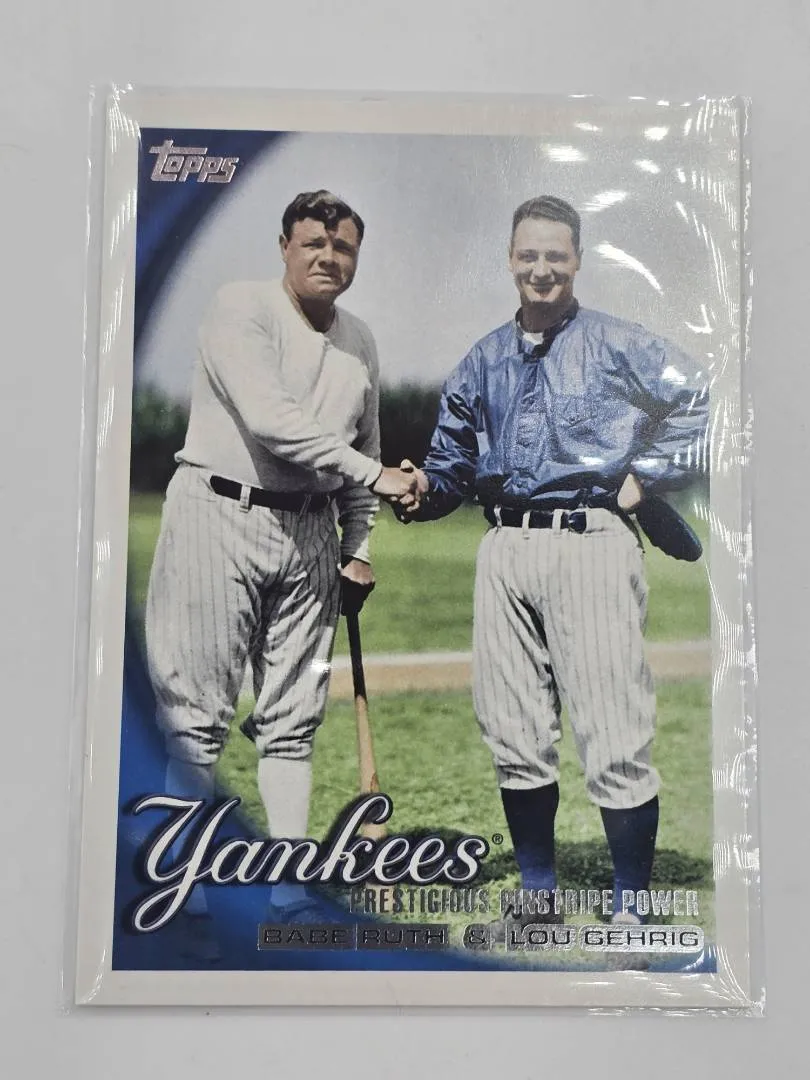 Topps
Yankees®
PRESTIGIOUS PINSTRIPE POWER
BABE RUTH & LOU GEHRIG